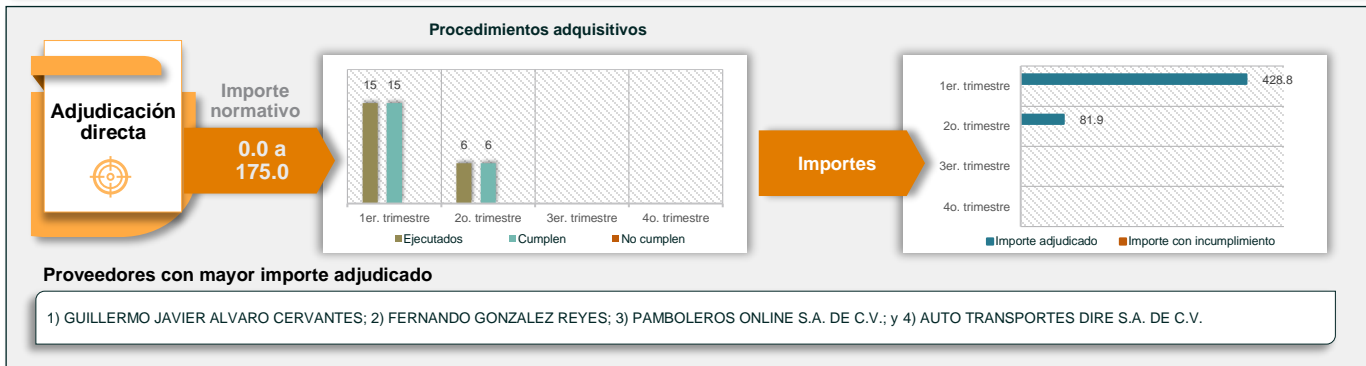 Procedimientos adquisitivos
Adjudicación
directa
Importe
normativo
0.0 a
175.0
15
15
6
6
1er. trimestre
2o. trimestre
3er. trimestre
4o. trimestre
Ejecutados
Cumplen
No cumplen
Importes
1er. trimestre
428.8
2o. trimestre
81.9
3er. trimestre
4o. trimestre
Importe adjudicado
Importe con incumplimiento
Proveedores con mayor importe adjudicado
1) GUILLERMO JAVIER ALVARO CERVANTES; 2) FERNANDO GONZALEZ REYES; 3) PAMBOLEROS ONLINE S.A. DE C.V.; y 4) AUTO TRANSPORTES DIRE S.A. DE C.V.